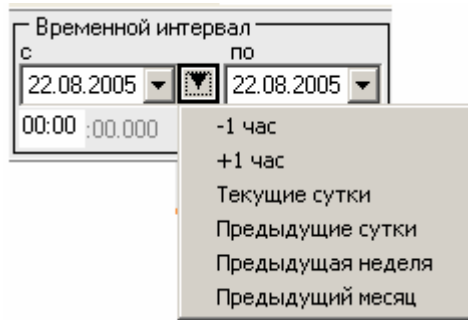 Временной интервал
с по
22.08.2005 22.08.2005
00:00 :00.000
-1 час
+1 час
Текущие сутки
Предыдущие сутки
Предыдущая неделя
Предыдущий месяц